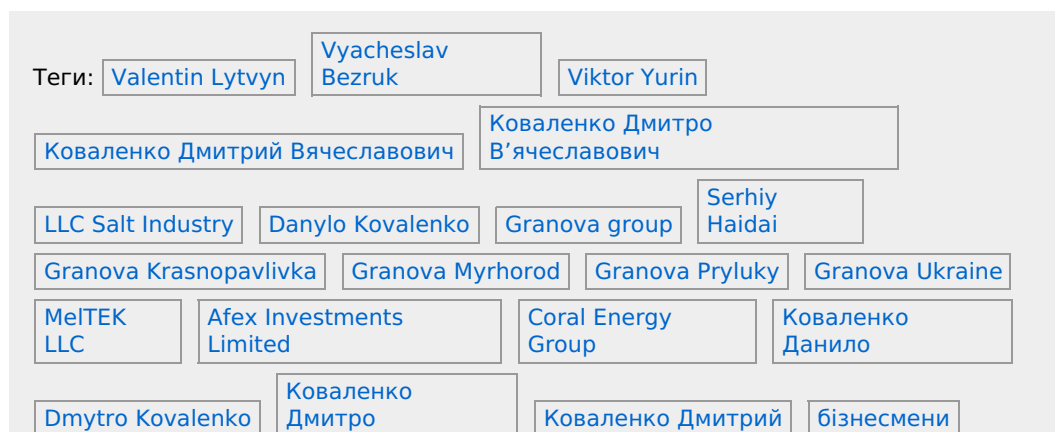 Теги: Valentin Lytvyn Vyacheslav Bezruk Viktor Yurin
Коваленко Дмитрий Вячеславович Коваленко Дмитро В’ячеславович
LLC Salt Industry Danylo Kovalenko Granova group Serhiy Haidai
Granova Krasnopavlivka Granova Myrhorod Granova Pryluky Granova Ukraine
MelTEK LLC Afex Investments Limited Coral Energy Group Коваленко Данило
Dmytro Kovalenko Коваленко Дмитро Коваленко Дмитрий бізнесмени